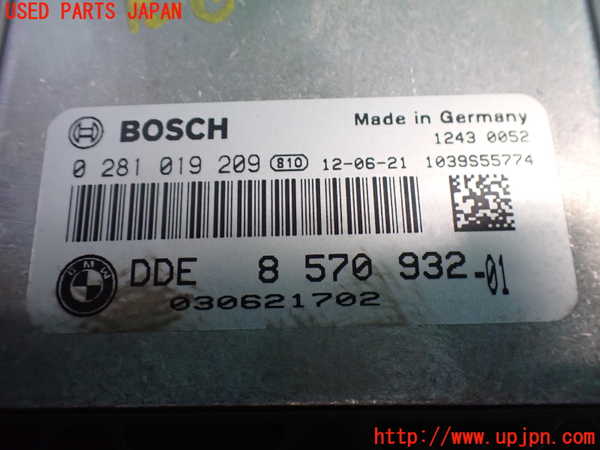 USED PARTS JAPAN
BOSCH
Made in Germany
1243 0052
0 281 019 209 810 12-06-21 1039S55774
BMW
DDE 8 570 932-01
030621702
http://www.upjpn.com/